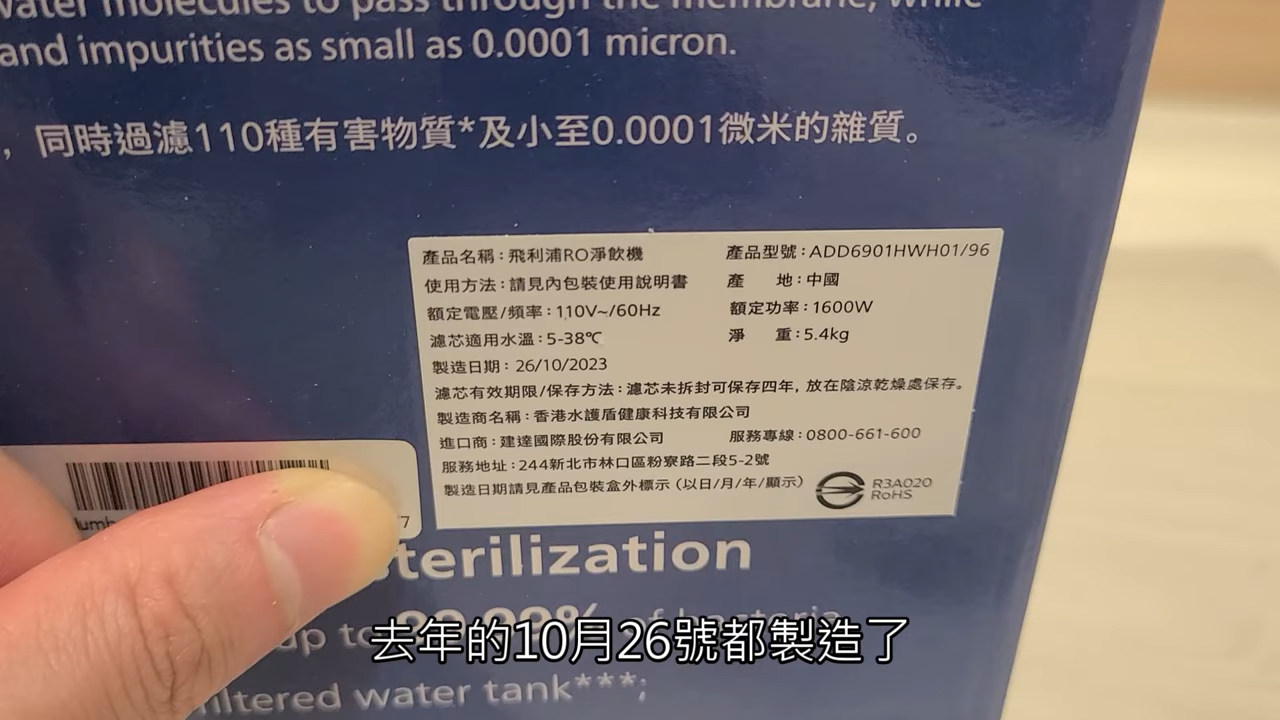 water molecules to pass through the membrane, while
and impurities as small as 0.0001 micron.
，同時過濾110種有害物質*及小至0.0001微米的雜質。
產品名稱：飛利浦RO淨飲機 產品型號：ADD6901HWH01/96
使用方法：請見內包裝使用說明書 產 地：中國
額定電壓/頻率：110V~/60Hz 額定功率：1600W
濾芯適用水溫：5-38℃ 淨 重：5.4kg
製造日期：26/10/2023
濾芯有效期限/保存方法：濾芯未拆封可保存四年，放在陰涼乾燥處保存。
製造商名稱：香港水護盾健康科技有限公司
進口商：建達國際股份有限公司 服務專線：0800-661-600
服務地址：244新北市林口區粉寮路二段5-2號
製造日期請見產品包裝盒外標示（以日/月/年/顯示） R3A020
RoHS
7
sterilization
up to 99.99% of bacteria
去年的10月26號都製造了
filtered water tank***;